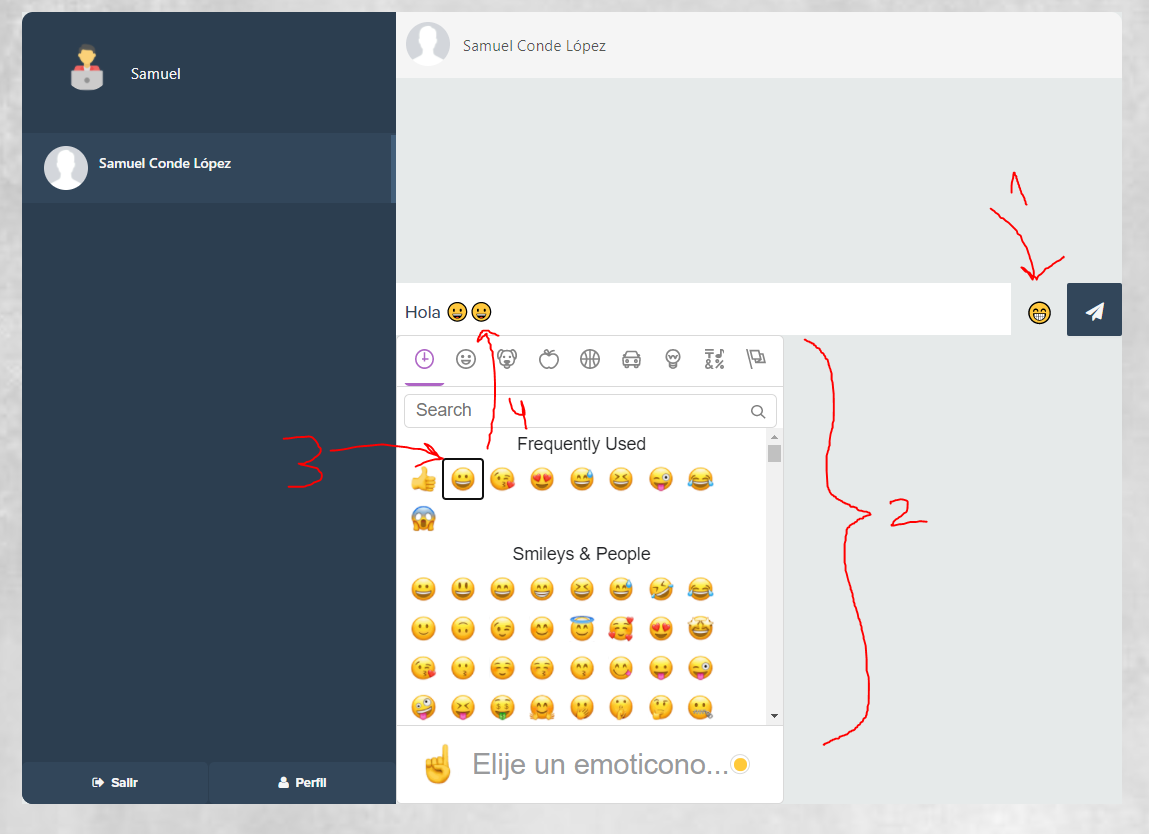 Samuel
Samuel Conde López
Salir
Perfil
Samuel Conde López
1
Hola 😀😀
Search
Frequently Used
Smileys & People
Elije un emoticono...
3
4
2